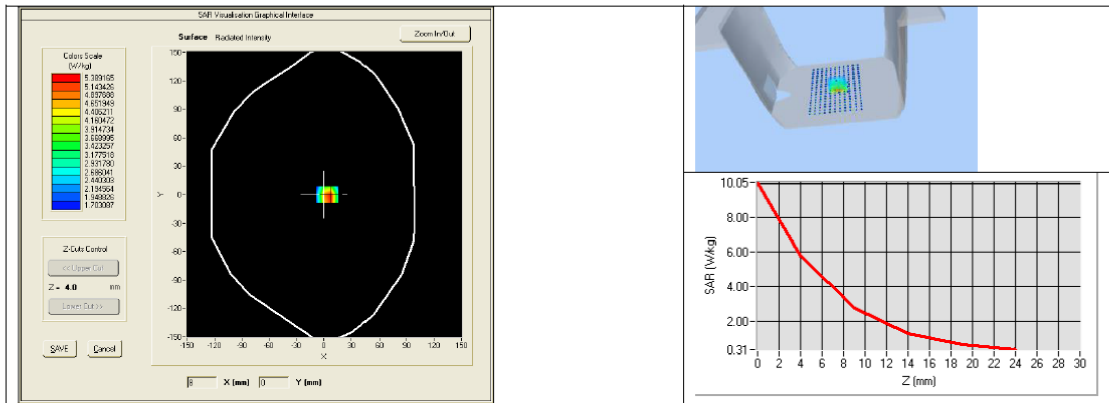 SAR Visualisation Graphical Interface
Surface Radiated Intensity
Zoom In/Out
Colors Scale
(W/kg)
5.389165
5.143426
4.897688
4.651949
4.406211
4.160472
3.914734
3.668995
3.423257
3.177518
2.931780
2.686041
2.440303
2.194564
1.948826
1.703087
150
120
90
60
30
0
-30
-60
-90
-120
-150
Y
-150 -120 -90 -60 -30 0 30 60 90 120 150
X
Z-Cuts Control
<< Upper Cut
Z = 4.0 mm
Lower Cut >>
SAVE Cancel
8 X (mm) 0 Y (mm)
10.05
8.00
6.00
4.00
2.00
0.31
SAR (W/kg)
0 2 4 6 8 10 12 14 16 18 20 22 24 26 28 30
Z (mm)